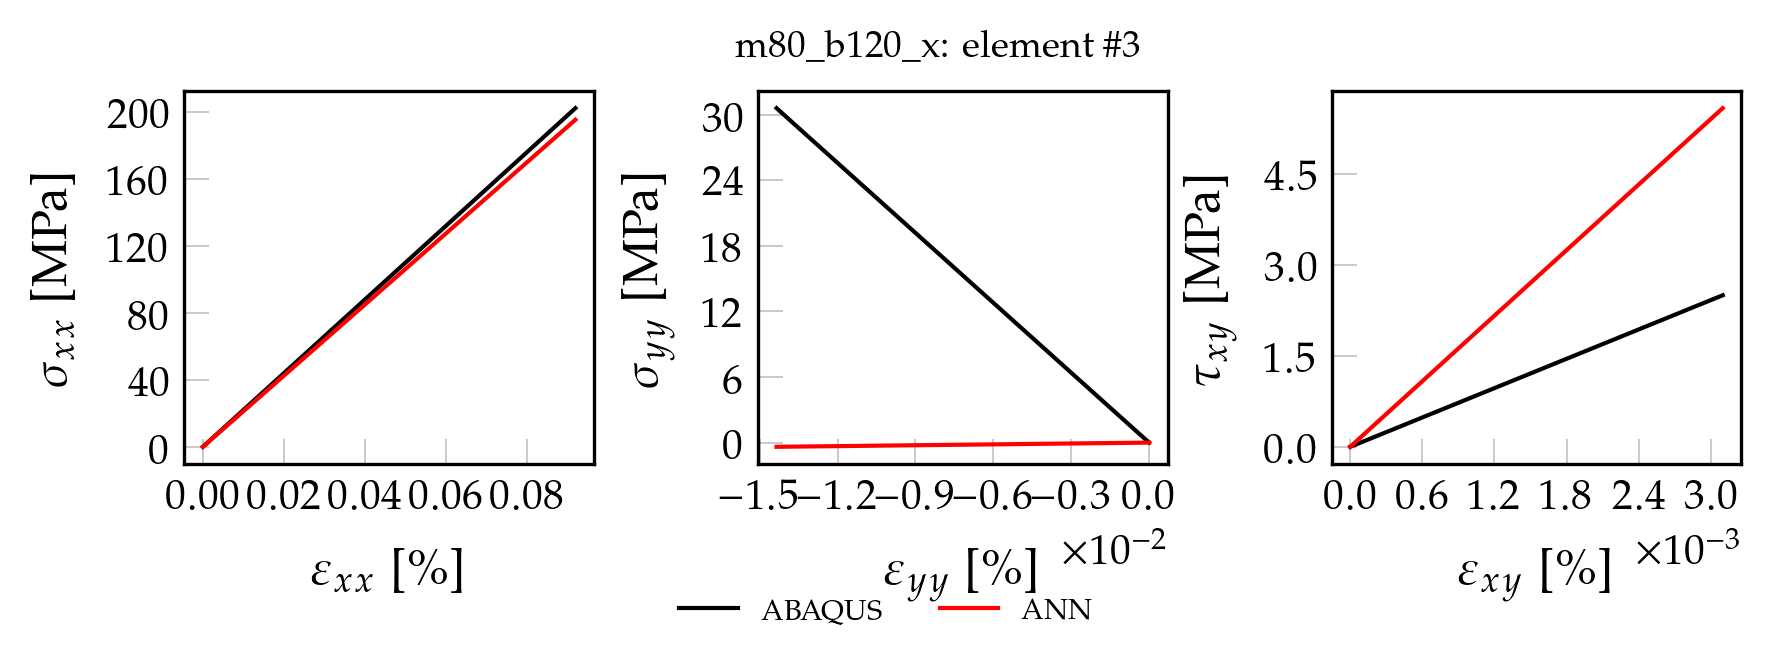 m80_b120_x: element #3
200
160
120
80
40
0
0.00 0.02 0.04 0.06 0.08
σxx [MPa]
εxx [%]
30
24
18
12
6
0
−1.5 −1.2 −0.9 −0.6 −0.3 0.0
×10−2
σyy [MPa]
εyy [%]
4.5
3.0
1.5
0.0
0.0 0.6 1.2 1.8 2.4 3.0
×10−3
τxy [MPa]
εxy [%]
ABAQUS ANN